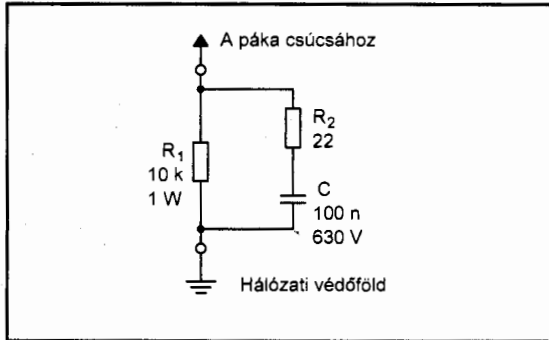 A páka csúcsához
R₁
10 k
1 W
R₂
22
C
100 n
630 V
Hálózati védőföld